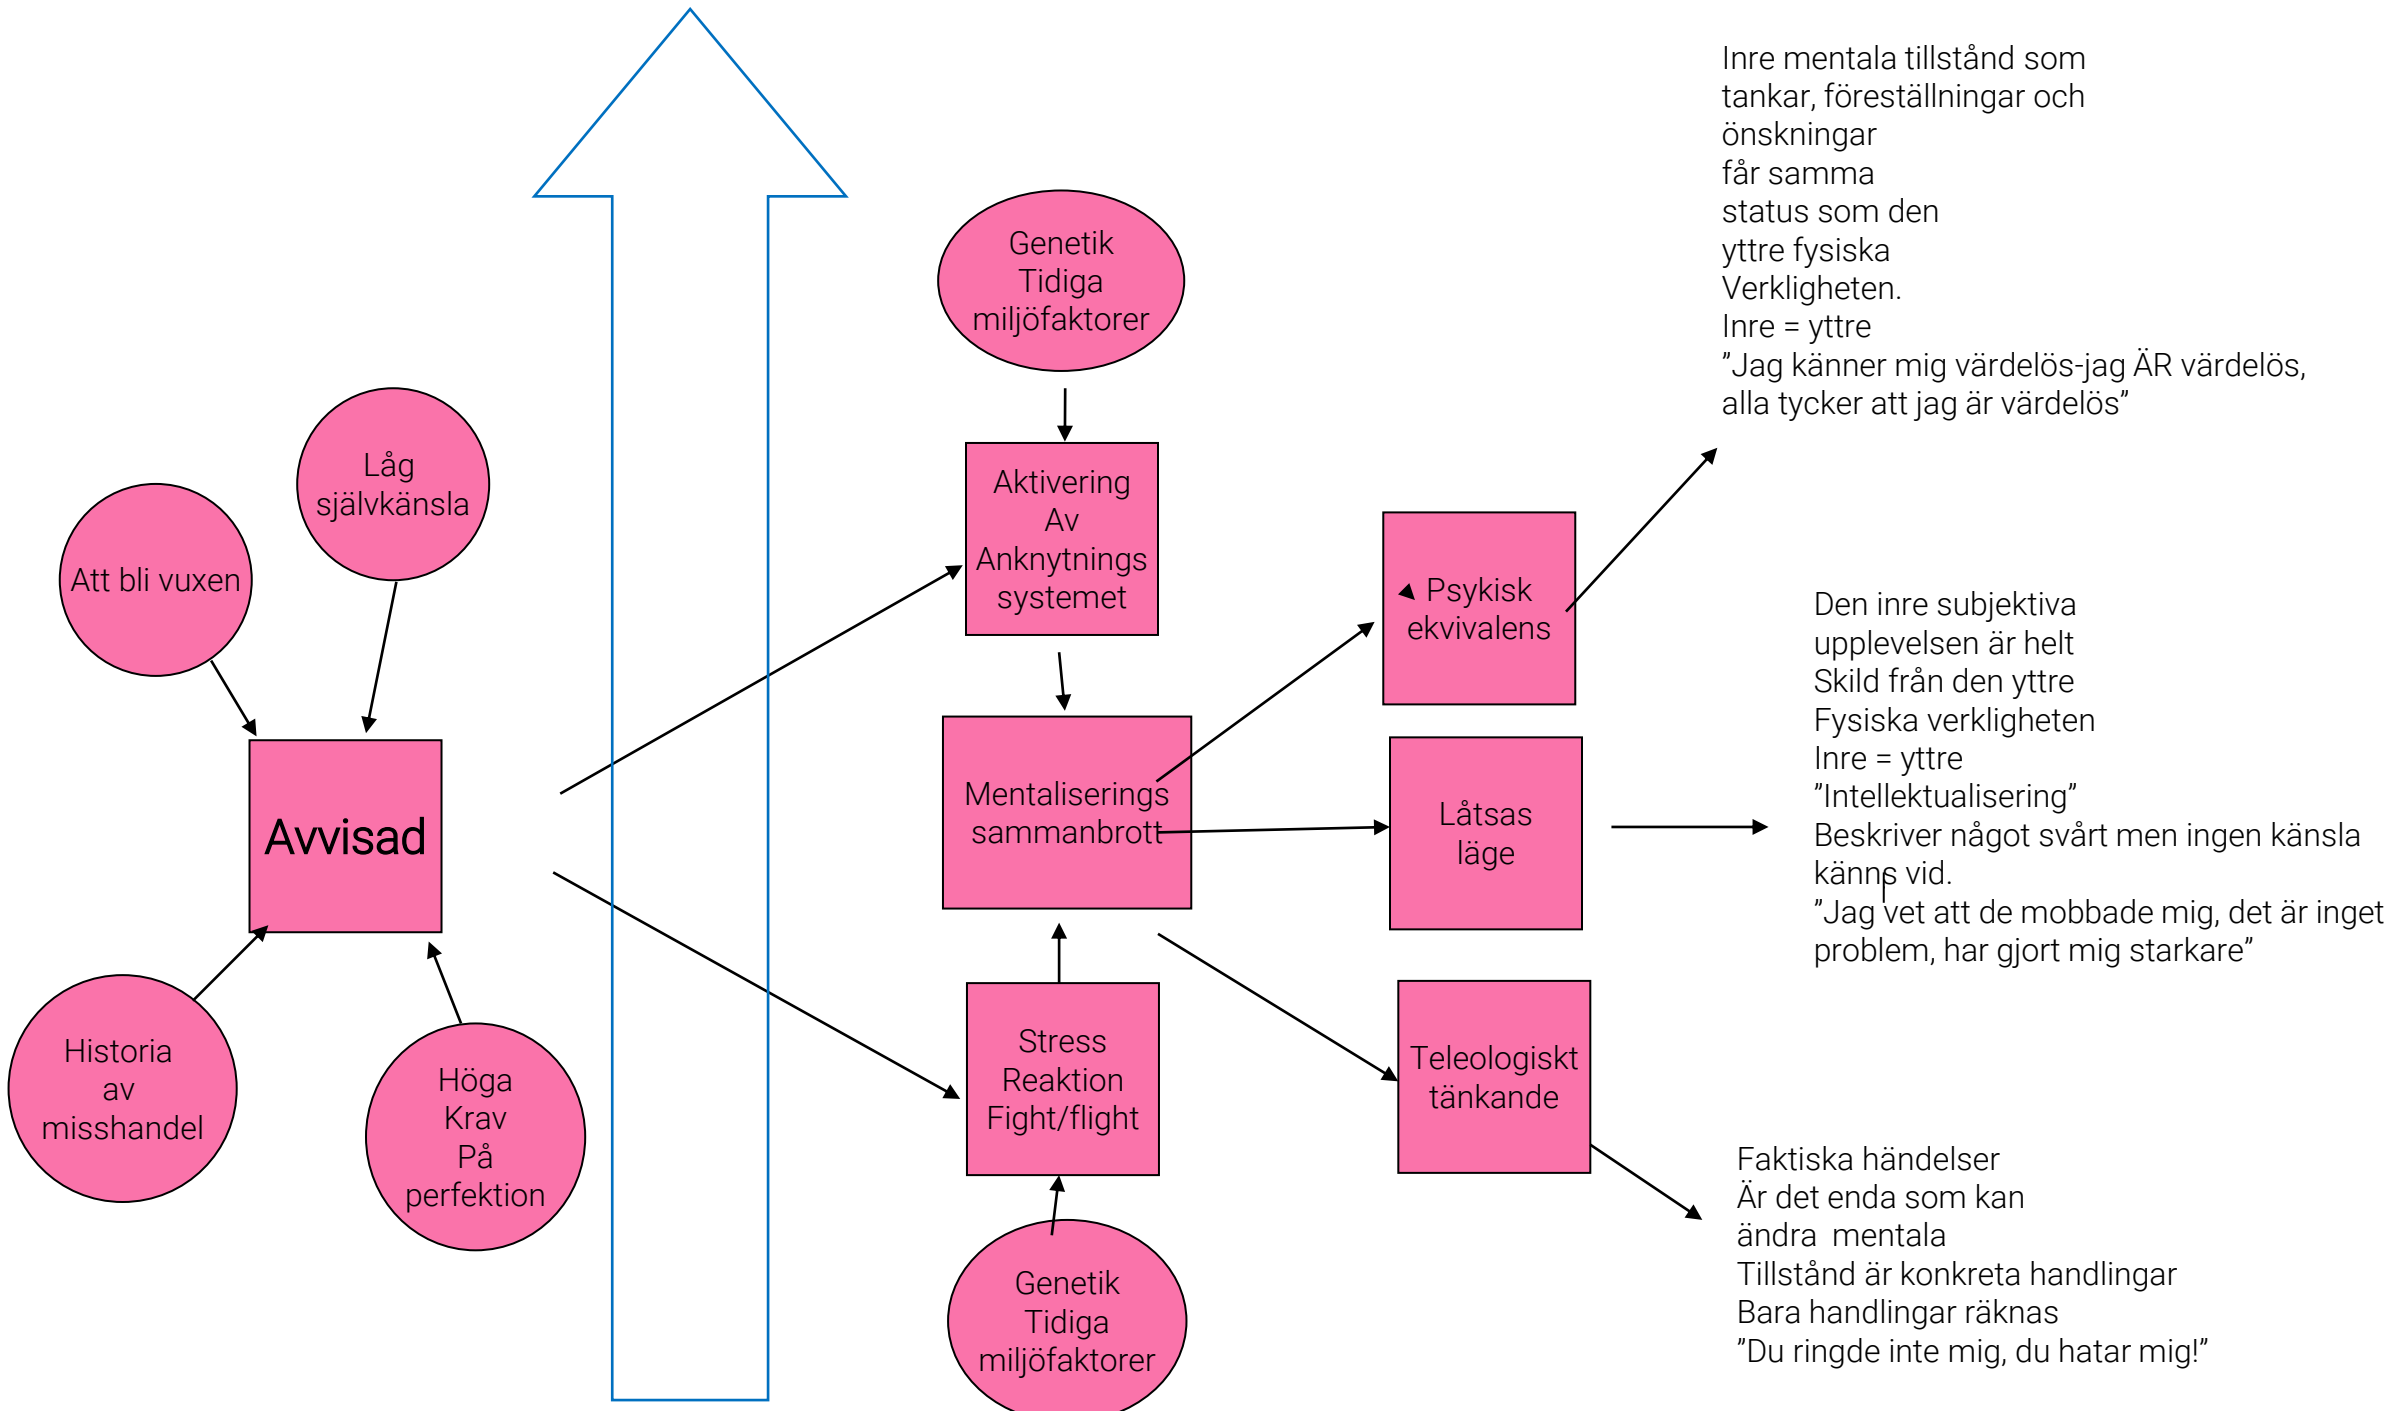 Att bli vuxen
Låg
självkänsla
Avvisad
Historia
av
misshandel
Höga
Krav
På
perfektion
Genetik
Tidiga
miljöfaktorer
Aktivering
Av
Anknytnings
systemet
Mentaliserings
sammanbrott
Stress
Reaktion
Fight/flight
Genetik
Tidiga
miljöfaktorer
Psykisk
ekvivalens
Låtsas
läge
Teleologiskt
tänkande
Inre mentala tillstånd som
tankar, föreställningar och
önskningar
får samma
status som den
yttre fysiska
Verkligheten.
Inre = yttre
”Jag känner mig värdelös-jag ÄR värdelös,
alla tycker att jag är värdelös”
Den inre subjektiva
upplevelsen är helt
Skild från den yttre
Fysiska verkligheten
Inre = yttre
”Intellektualisering”
Beskriver något svårt men ingen känsla
känns vid.
”Jag vet att de mobbade mig, det är inget
problem, har gjort mig starkare”
Faktiska händelser
Är det enda som kan
ändra  mentala
Tillstånd är konkreta handlingar
Bara handlingar räknas
”Du ringde inte mig, du hatar mig!”